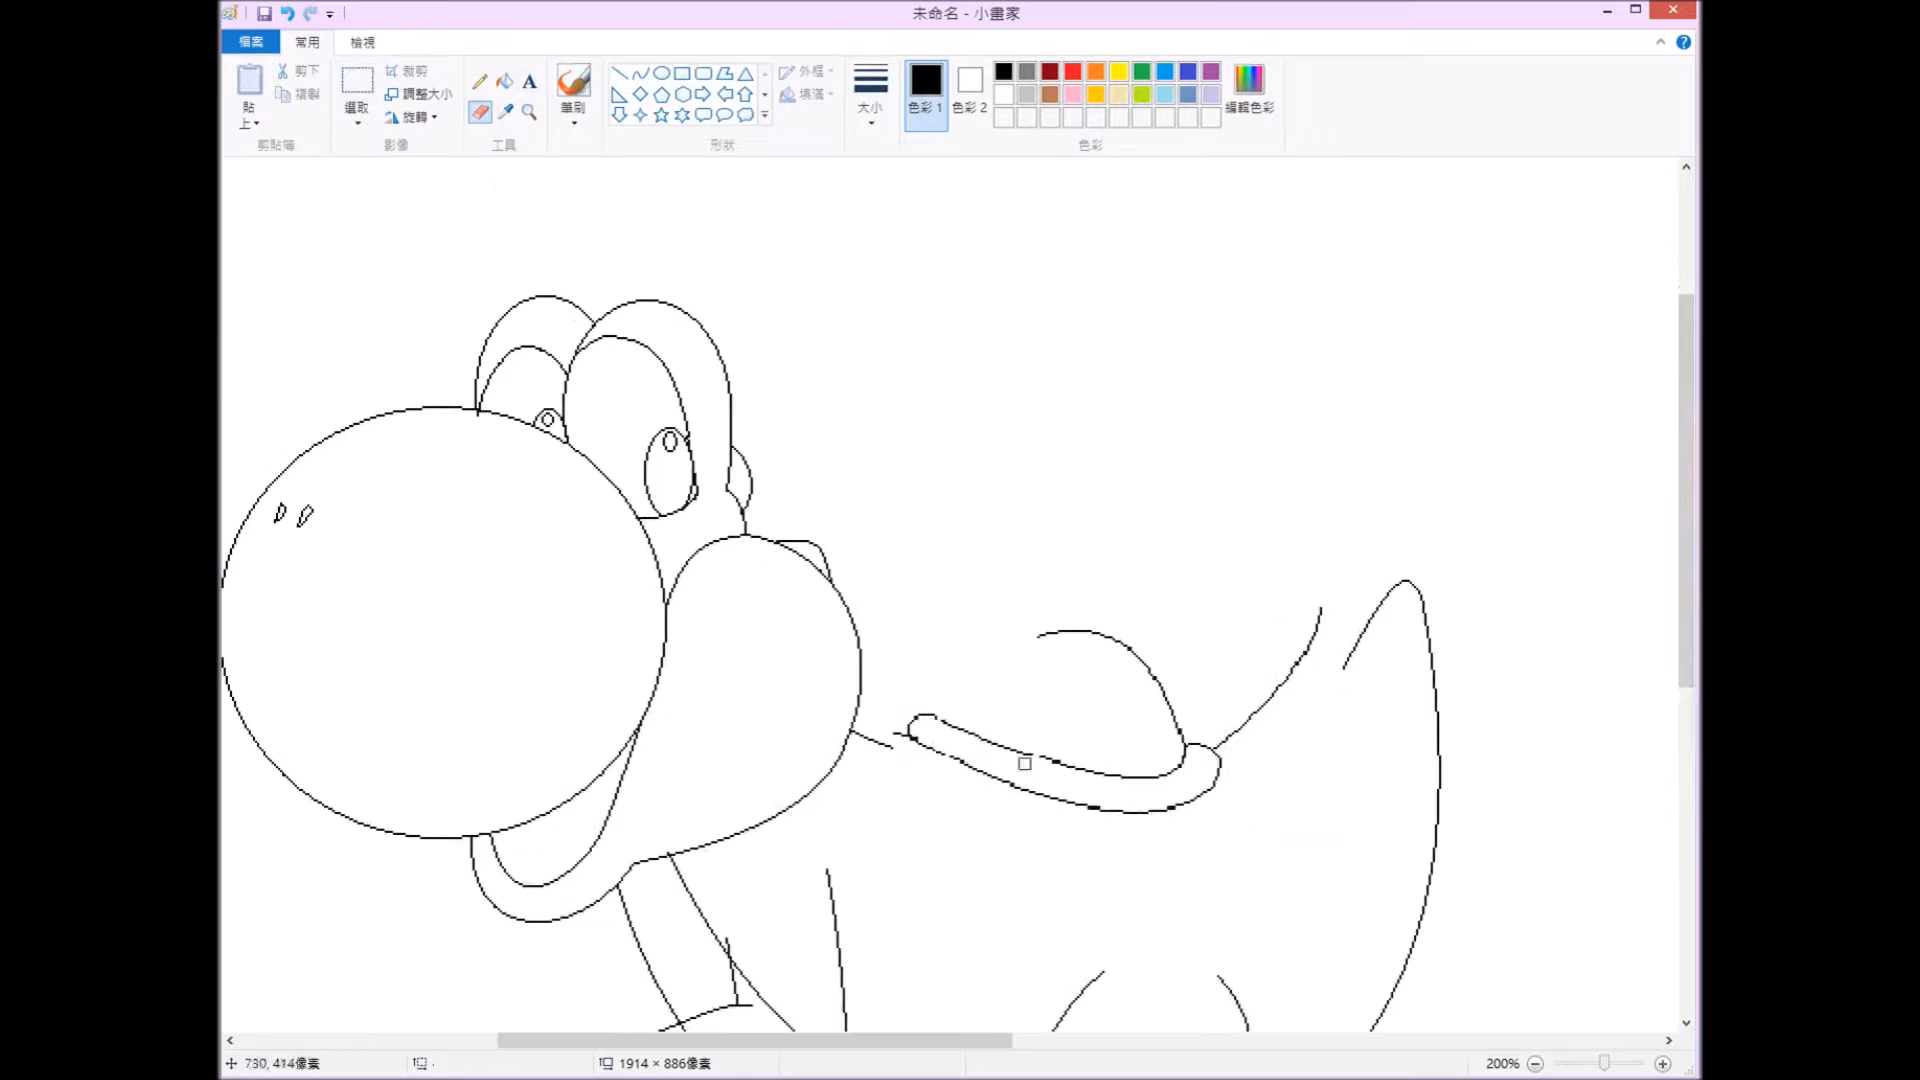 未命名 - 小畫家
檔案 常用 檢視
貼上
剪下
複製
剪貼簿
選取
裁剪
調整大小
旋轉
影像
A
工具
筆刷
形狀
外框
填滿
大小
色彩 1
色彩 2
編輯色彩
色彩
730, 414像素
1914 × 886像素
200%